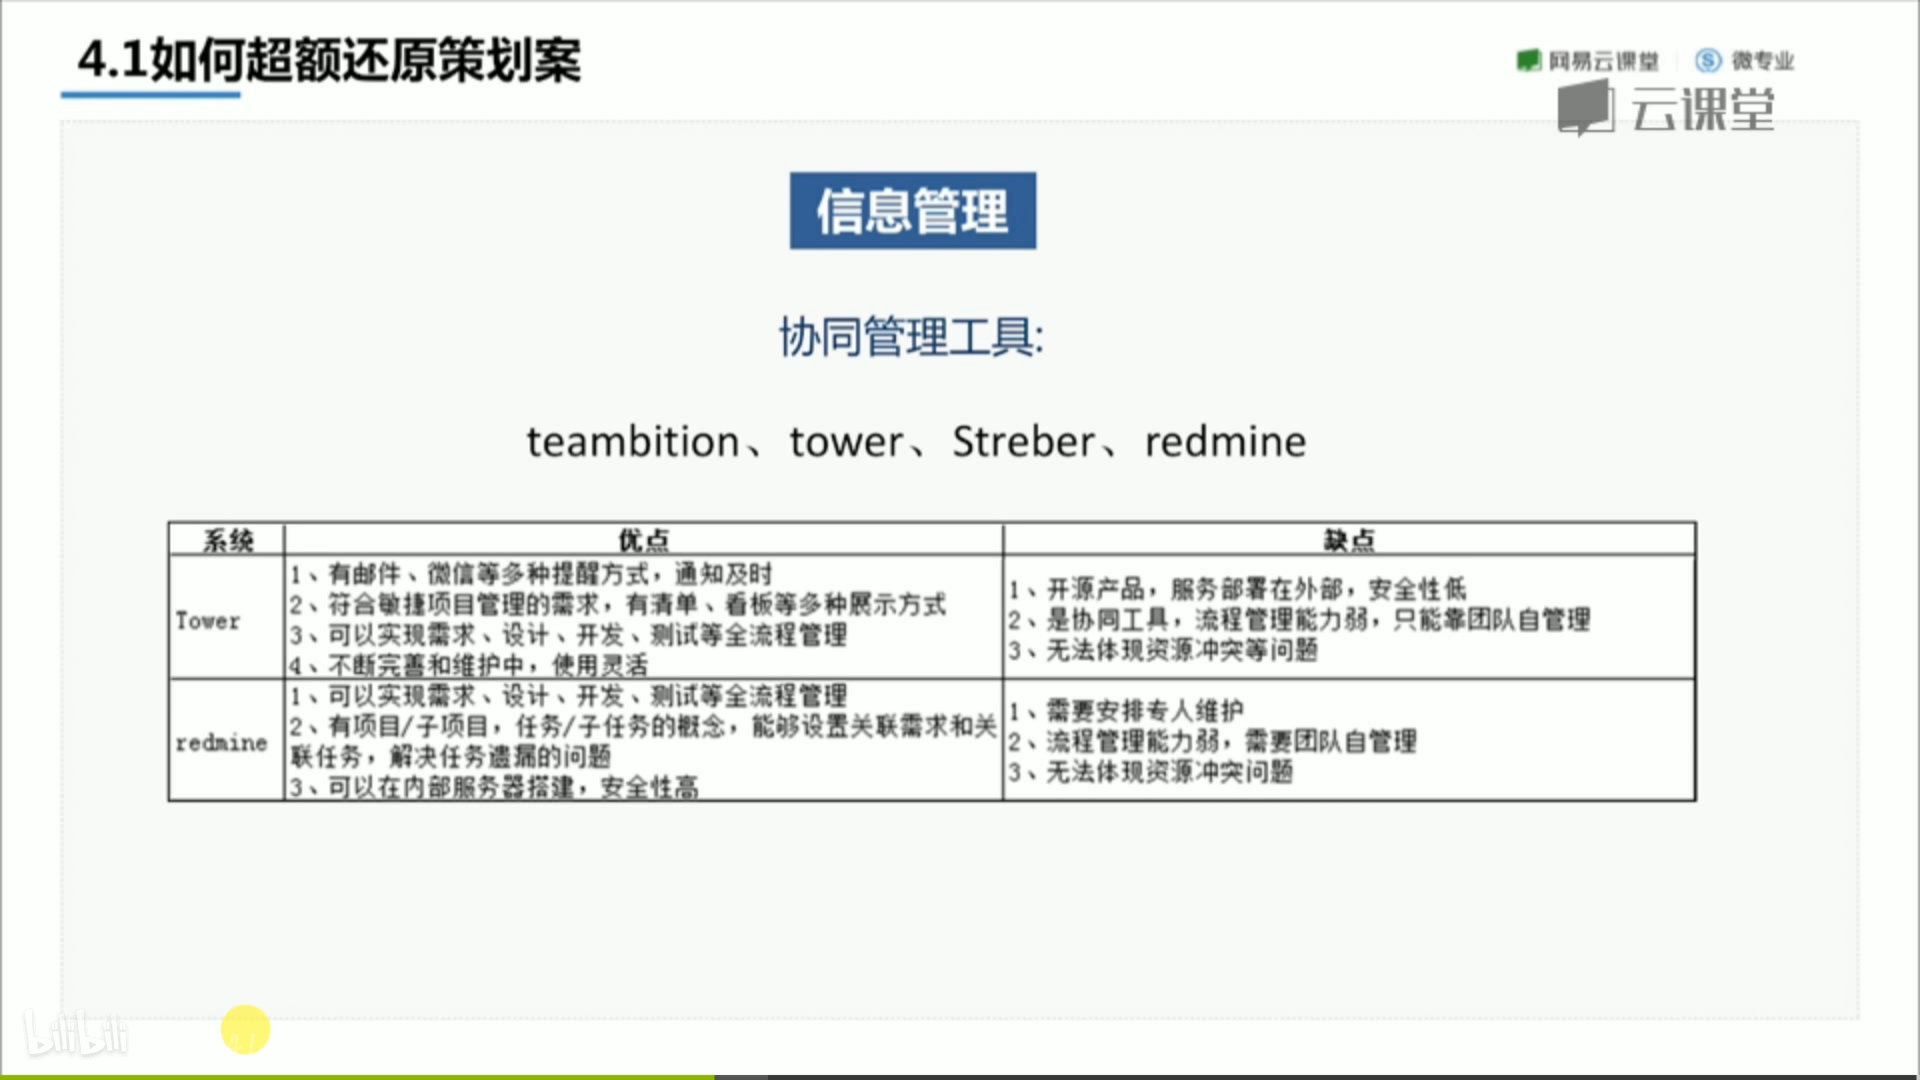 4.1如何超额还原策划案
网易云课堂 微专业
云课堂
信息管理
协同管理工具:
teambition、tower、Streber、redmine
系统 优点 缺点
Tower
1、有邮件、微信等多种提醒方式，通知及时
2、符合敏捷项目管理的需求，有清单、看板等多种展示方式
3、可以实现需求、设计、开发、测试等全流程管理
4、不断完善和维护中，使用灵活
1、开源产品，服务部署在外部，安全性低
2、是协同工具，流程管理能力弱，只能靠团队自管理
3、无法体现资源冲突等问题
redmine
1、可以实现需求、设计、开发、测试等全流程管理
2、有项目/子项目，任务/子任务的概念，能够设置关联需求和关
联任务，解决任务遗漏的问题
3、可以在内部服务器搭建，安全性高
1、需要安排专人维护
2、流程管理能力弱，需要团队自管理
3、无法体现资源冲突问题
bilibili